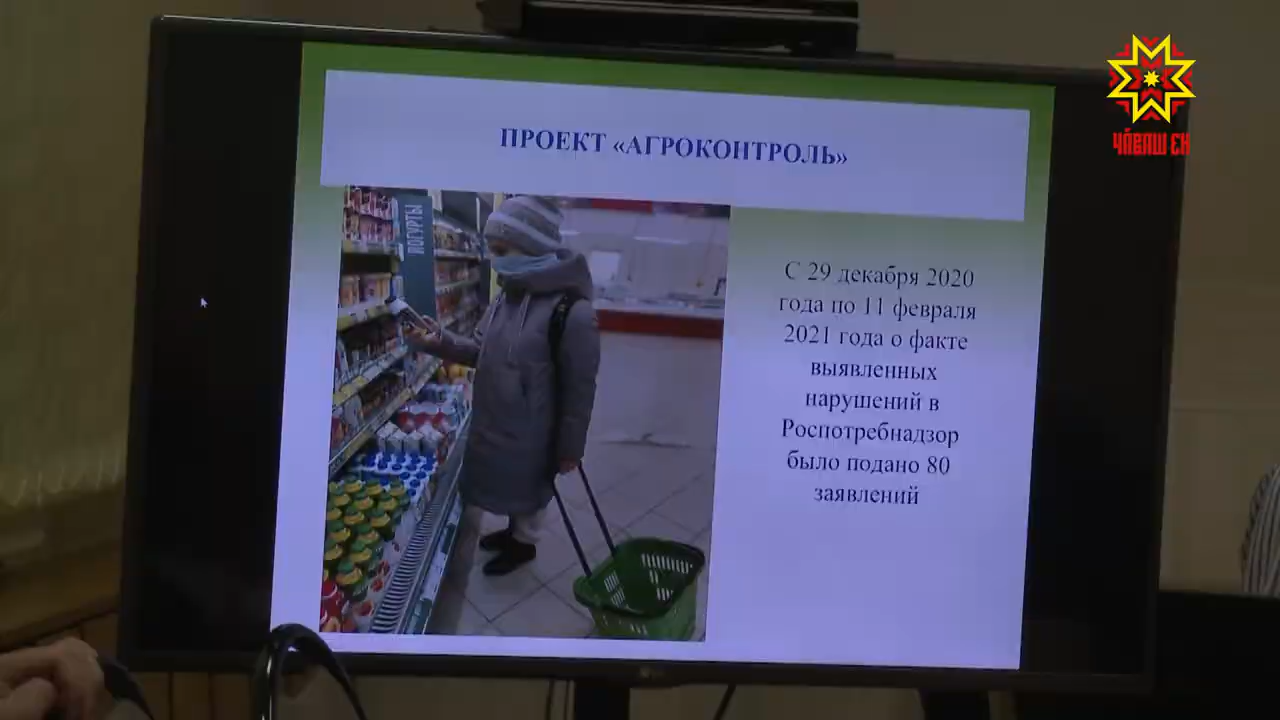 ПРОЕКТ «АГРОКОНТРОЛЬ»
ЧӐВАШ ЕН
ЙОГУРТЫ
С 29 декабря 2020
года по 11 февраля
2021 года о факте
выявленных
нарушений в
Роспотребнадзор
было подано 80
заявлений
LG